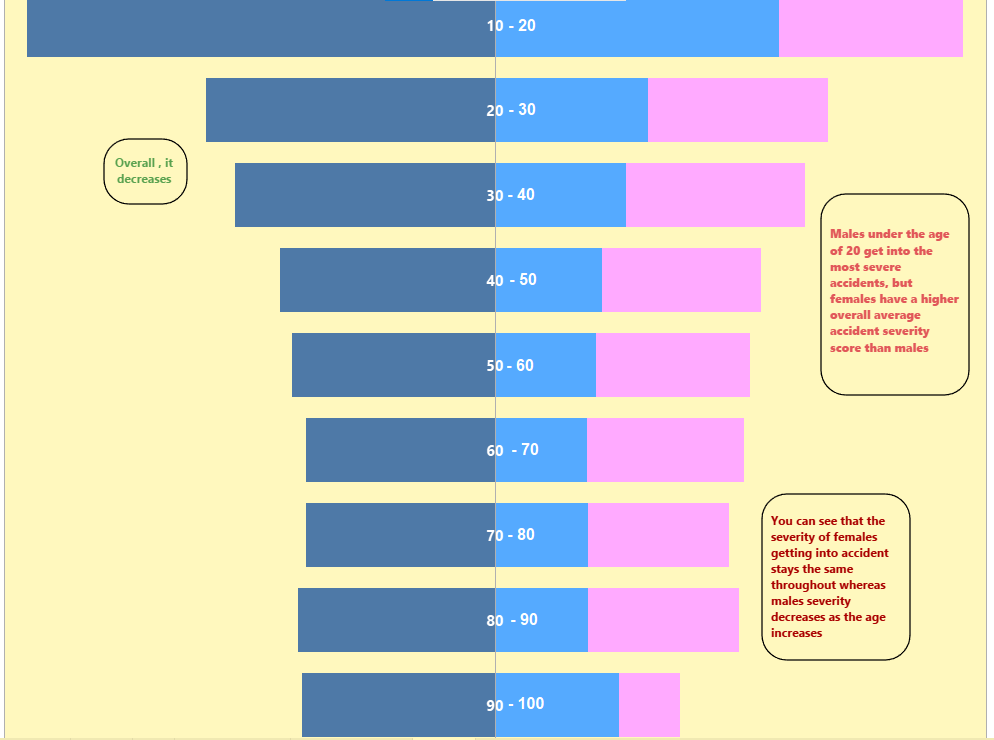 10 - 20
20 - 30
Overall , it
decreases
30 - 40
Males under the age
of 20 get into the
most severe
accidents, but
females have a higher
overall average
accident severity
score than males
40 - 50
50 - 60
60 - 70
You can see that the
severity of females
getting into accident
stays the same
throughout whereas
males severity
decreases as the age
increases
70 - 80
80 - 90
90 - 100